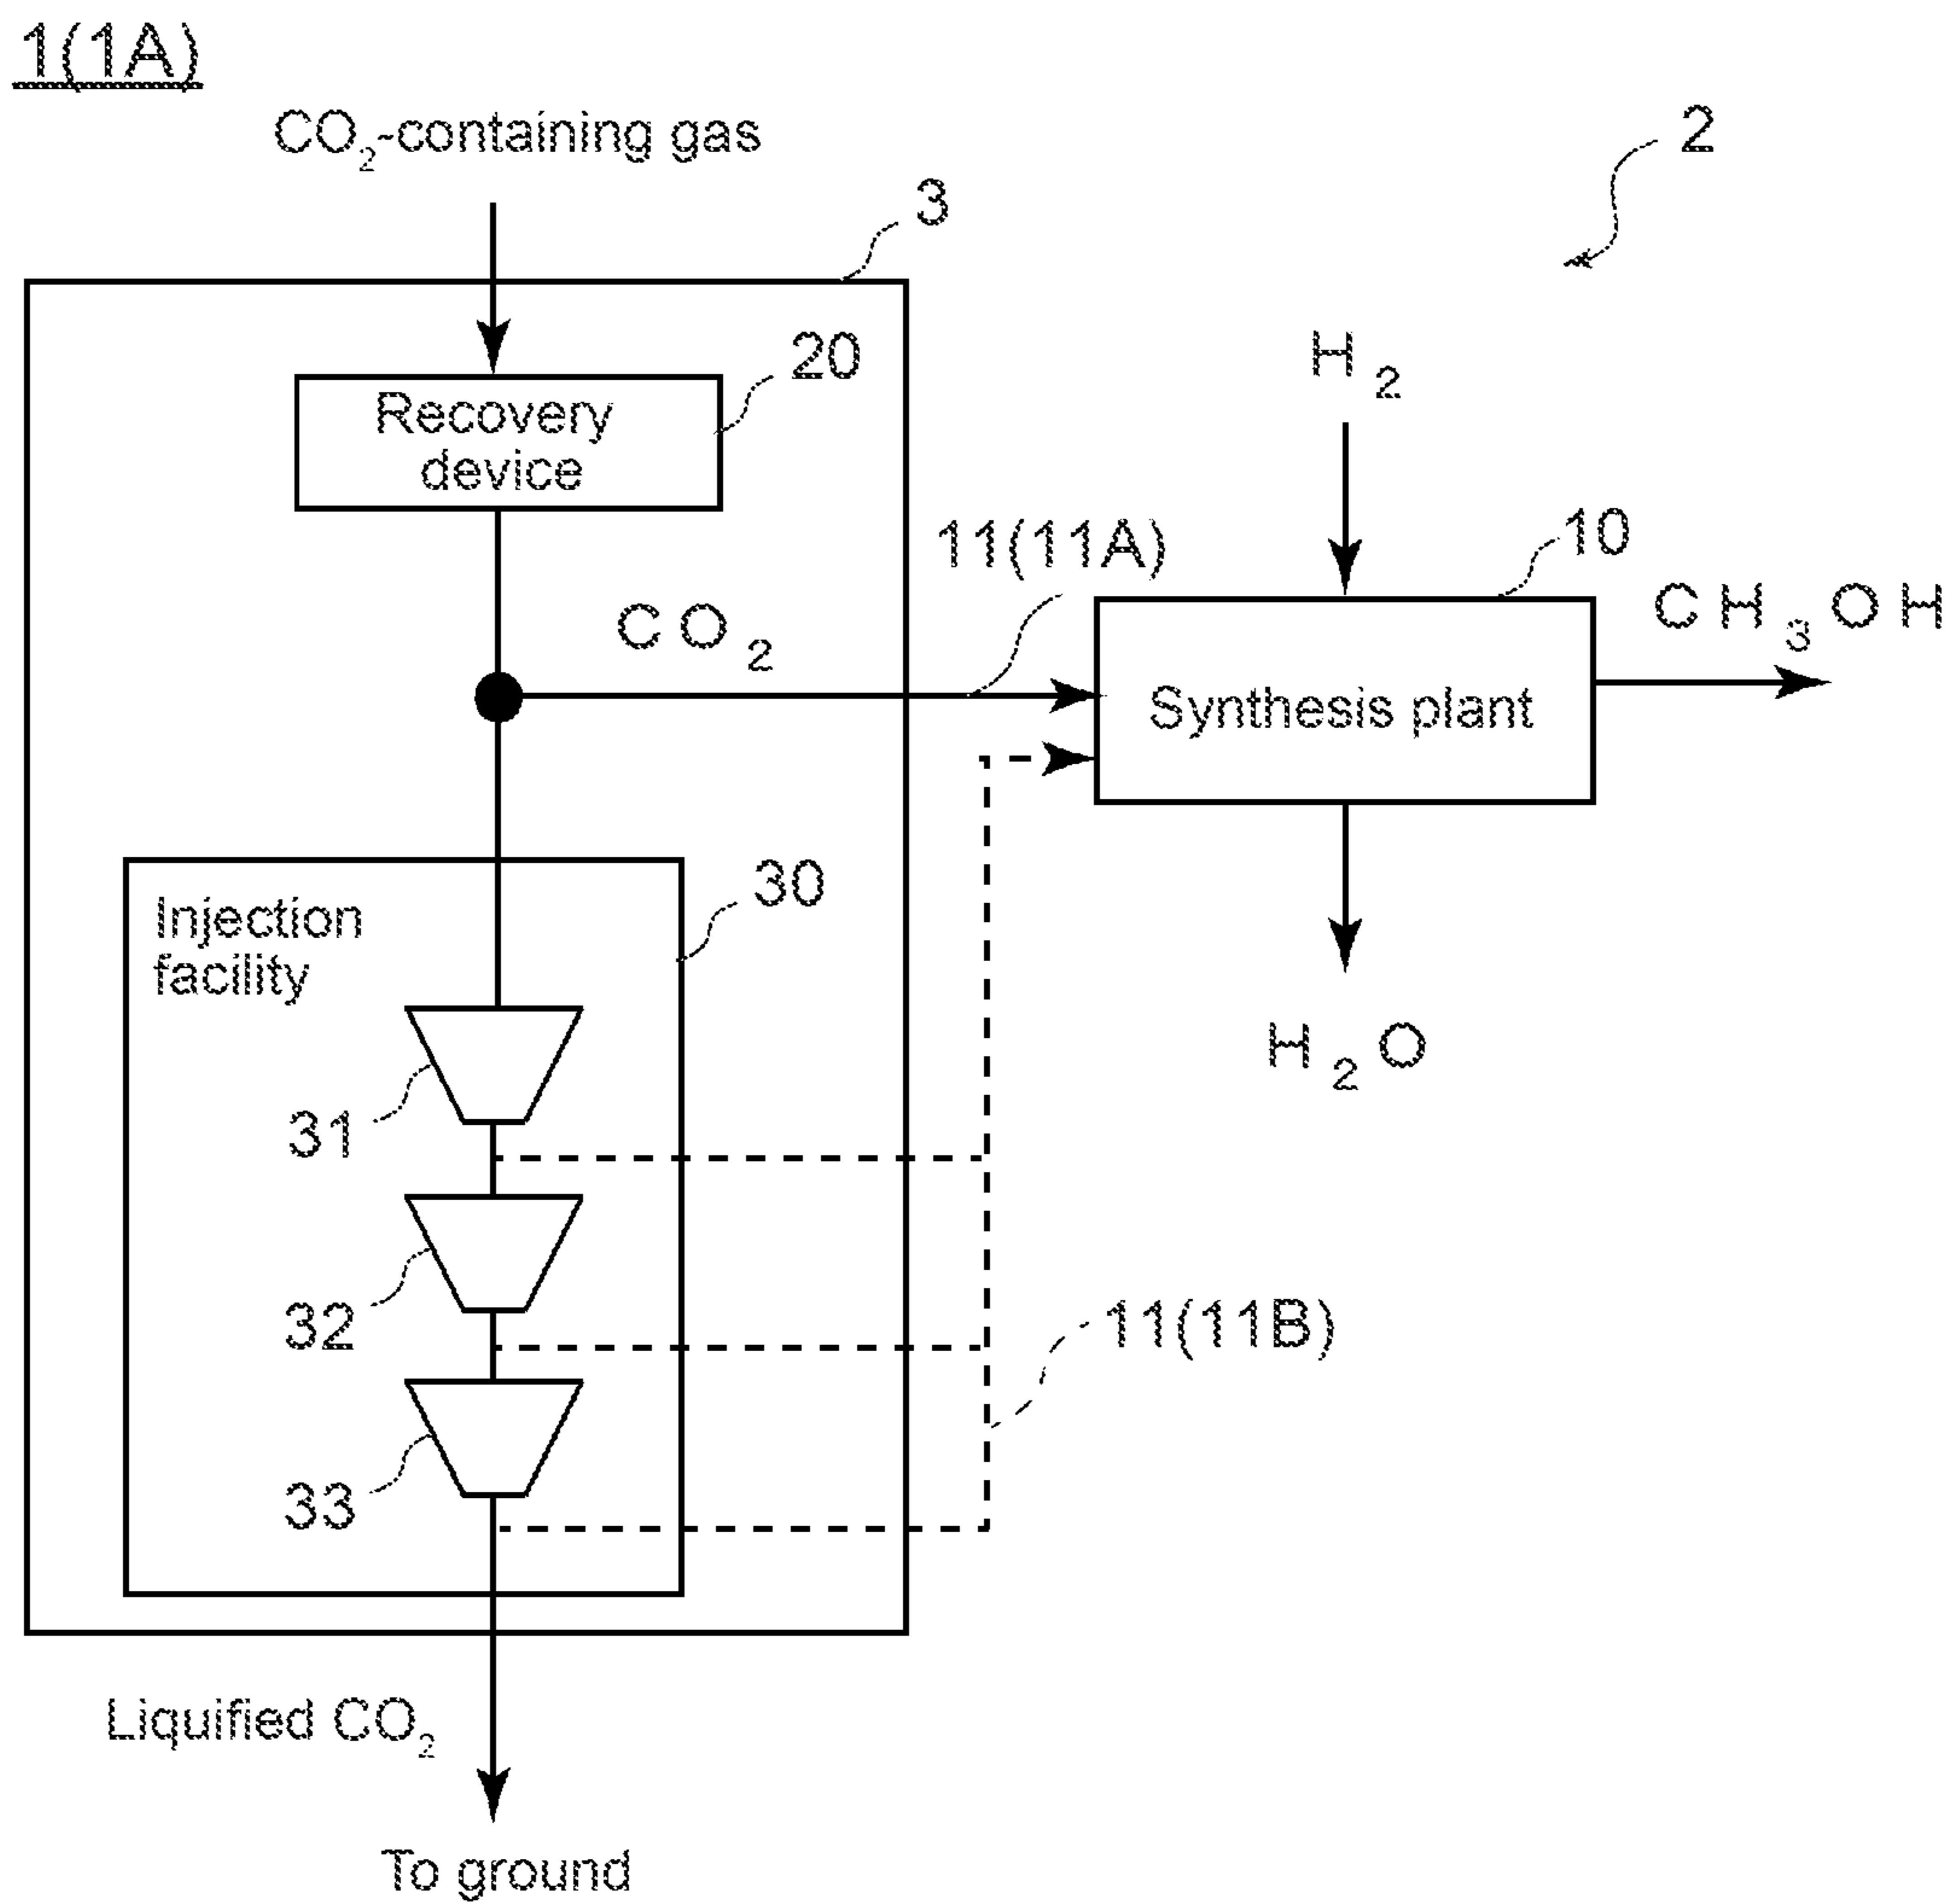 1(1A)
CO₂-containing gas
2
3
20
H₂
Recovery
device
11(11A)
10
CH₃OH
CO₂
Synthesis plant
30
Injection
facility
H₂O
31
32
11(11B)
33
Liquified CO₂
To ground